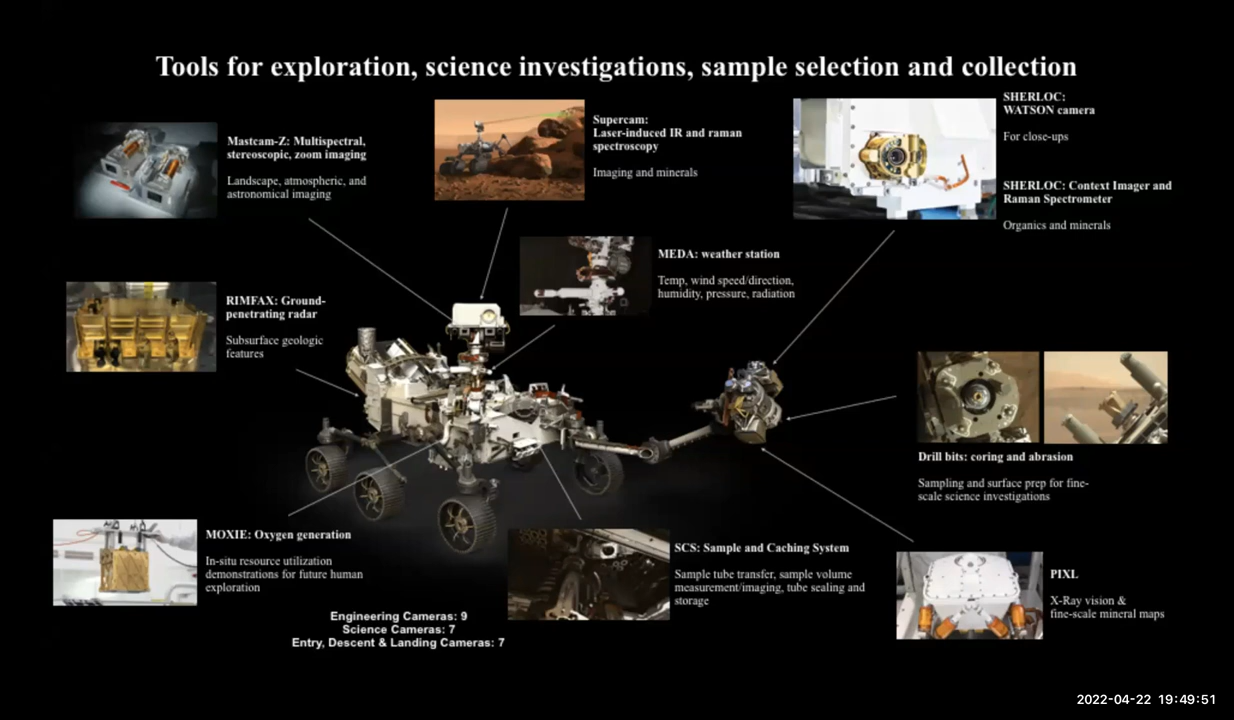 Tools for exploration, science investigations, sample selection and collection
Mastcam-Z: Multispectral,
stereoscopic, zoom imaging
Landscape, atmospheric, and
astronomical imaging
Supercam:
Laser-induced IR and raman
spectroscopy
Imaging and minerals
SHERLOC:
WATSON camera
For close-ups
SHERLOC: Context Imager and
Raman Spectrometer
Organics and minerals
MEDA: weather station
Temp, wind speed/direction,
humidity, pressure, radiation
RIMFAX: Ground-
penetrating radar
Subsurface geologic
features
Drill bits: coring and abrasion
Sampling and surface prep for fine-
scale science investigations
MOXIE: Oxygen generation
In-situ resource utilization
demonstrations for future human
exploration
SCS: Sample and Caching System
Sample tube transfer, sample volume
measurement/imaging, tube sealing and
storage
PIXL
X-Ray vision &
fine-scale mineral maps
Engineering Cameras: 9
Science Cameras: 7
Entry, Descent & Landing Cameras: 7
2022-04-22 19:49:51